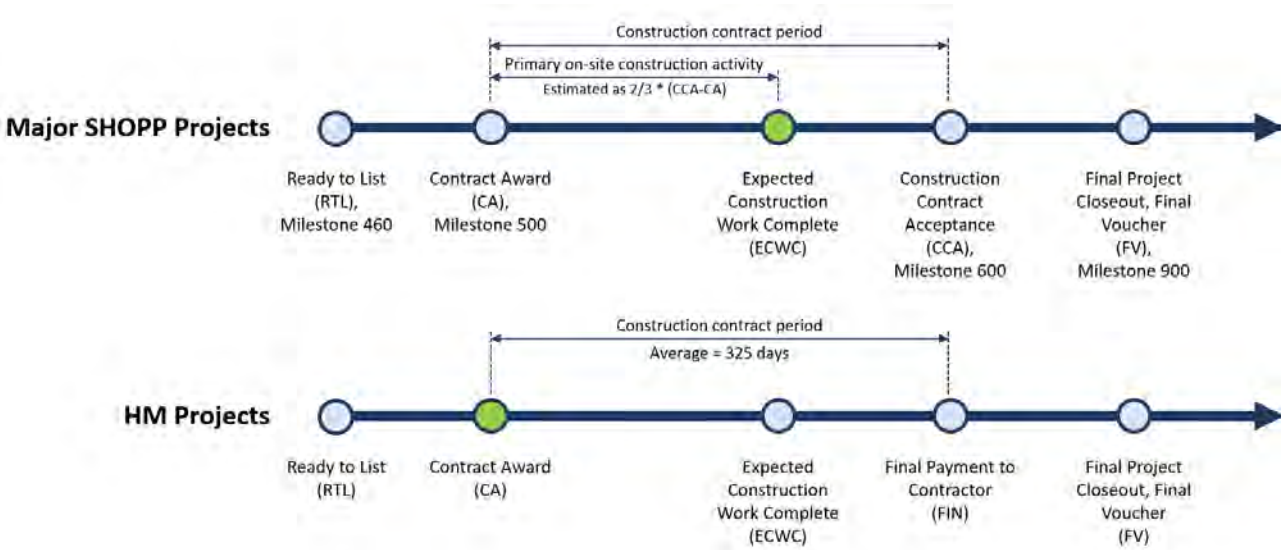 Construction contract period
Primary on-site construction activity
Estimated as 2/3 * (CCA-CA)
Major SHOPP Projects
Ready to List
(RTL),
Milestone 460
Contract Award
(CA),
Milestone 500
Expected
Construction
Work Complete
(ECWC)
Construction
Contract
Acceptance
(CCA),
Milestone 600
Final Project
Closeout, Final
Voucher
(FV),
Milestone 900
Construction contract period
Average = 325 days
HM Projects
Ready to List
(RTL)
Contract Award
(CA)
Expected
Construction
Work Complete
(ECWC)
Final Payment to
Contractor
(FIN)
Final Project
Closeout, Final
Voucher
(FV)